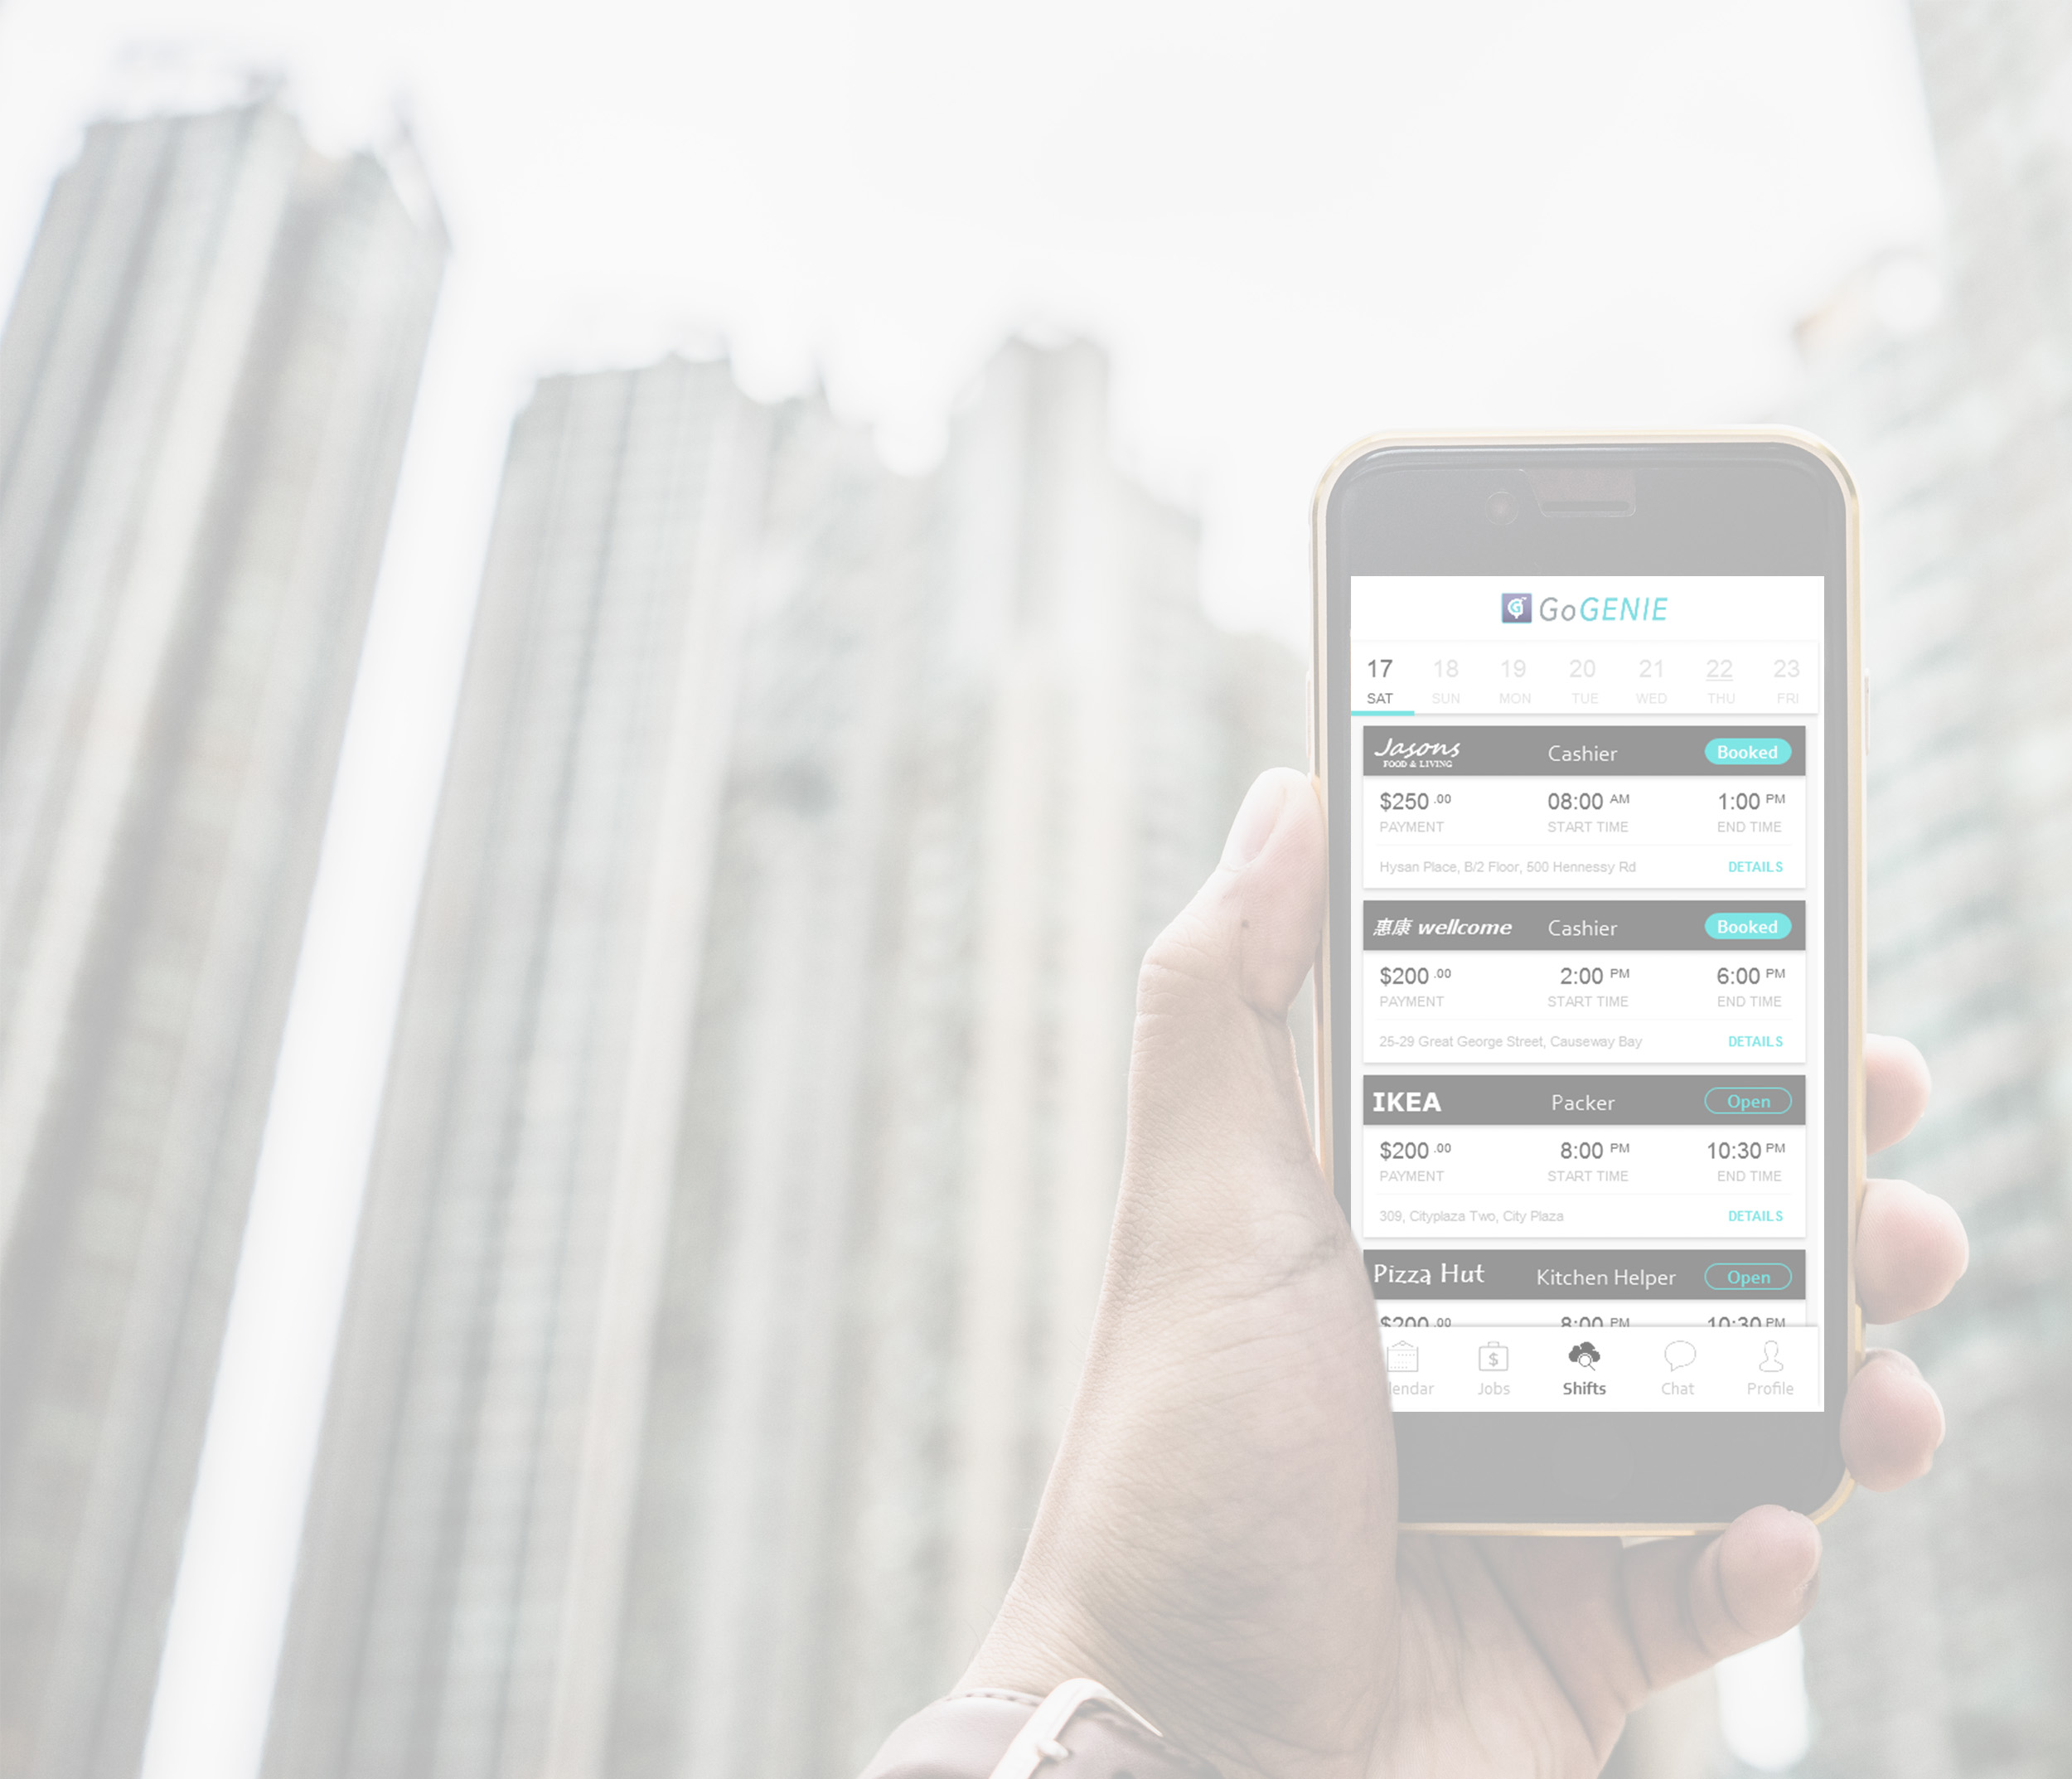 GoGENIE
17 18 19 20 21 22 23
SAT SUN MON TUE WED THU FRI
Jasons
FOOD & LIVING
Cashier
Booked
$250 .00 08:00 AM 1:00 PM
PAYMENT START TIME END TIME
Hysan Place, B/2 Floor, 500 Hennessy Rd DETAILS
惠康 wellcome Cashier Booked
$200 .00 2:00 PM 6:00 PM
PAYMENT START TIME END TIME
25-29 Great George Street, Causeway Bay DETAILS
IKEA Packer Open
$200 .00 8:00 PM 10:30 PM
PAYMENT START TIME END TIME
309, Cityplaza Two, City Plaza DETAILS
Pizza Hut Kitchen Helper Open
$200 .00 8:00 PM 10:30 PM
lendar Jobs Shifts Chat Profile